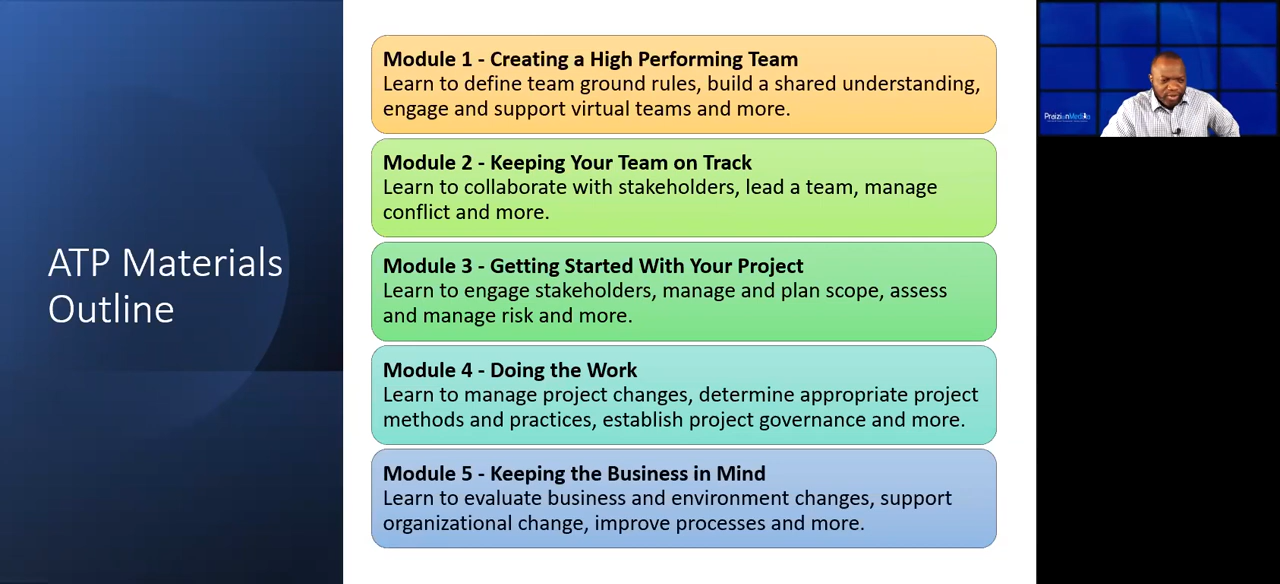 ATP Materials
Outline
Module 1 - Creating a High Performing Team
Learn to define team ground rules, build a shared understanding,
engage and support virtual teams and more.
Module 2 - Keeping Your Team on Track
Learn to collaborate with stakeholders, lead a team, manage
conflict and more.
Module 3 - Getting Started With Your Project
Learn to engage stakeholders, manage and plan scope, assess
and manage risk and more.
Module 4 - Doing the Work
Learn to manage project changes, determine appropriate project
methods and practices, establish project governance and more.
Module 5 - Keeping the Business in Mind
Learn to evaluate business and environment changes, support
organizational change, improve processes and more.